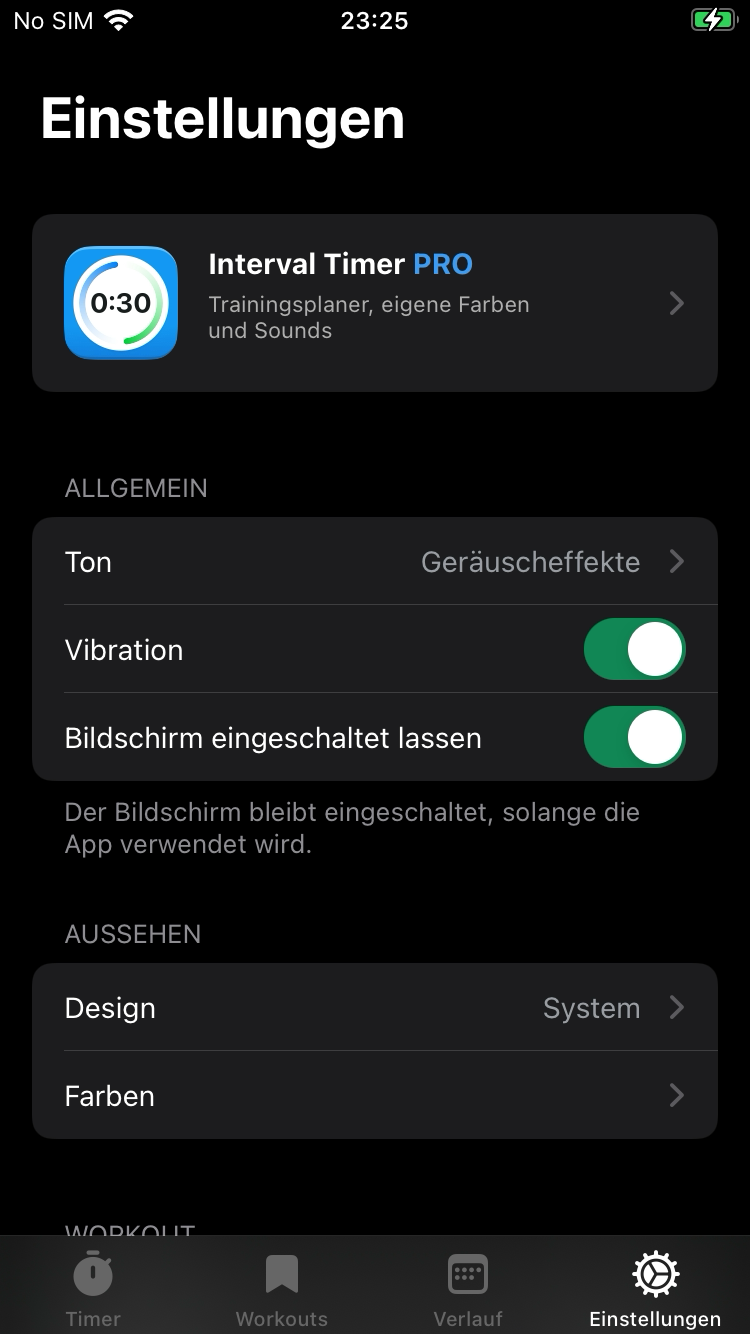 No SIM 23:25
Einstellungen
0:30
Interval Timer PRO
Trainingsplaner, eigene Farben
und Sounds
ALLGEMEIN
Ton Geräuscheffekte
Vibration
Bildschirm eingeschaltet lassen
Der Bildschirm bleibt eingeschaltet, solange die
App verwendet wird.
AUSSEHEN
Design System
Farben
WORKOUT
Timer Workouts Verlauf Einstellungen